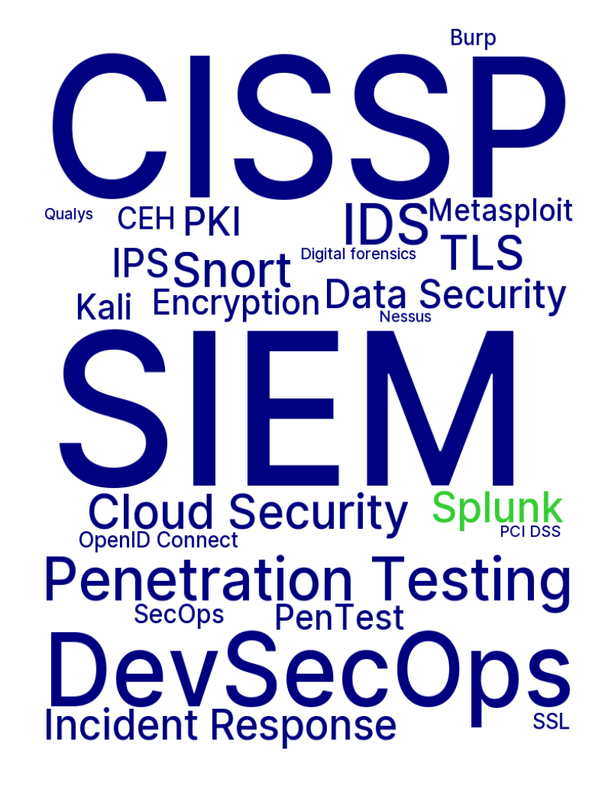 Burp
CISSP
Qualys CEH PKI IDS Metasploit
IPS Snort Digital forensics TLS
Kali Encryption Data Security
Nessus
SIEM
Cloud Security Splunk
OpenID Connect PCI DSS
Penetration Testing
SecOps PenTest
DevSecOps
Incident Response SSL